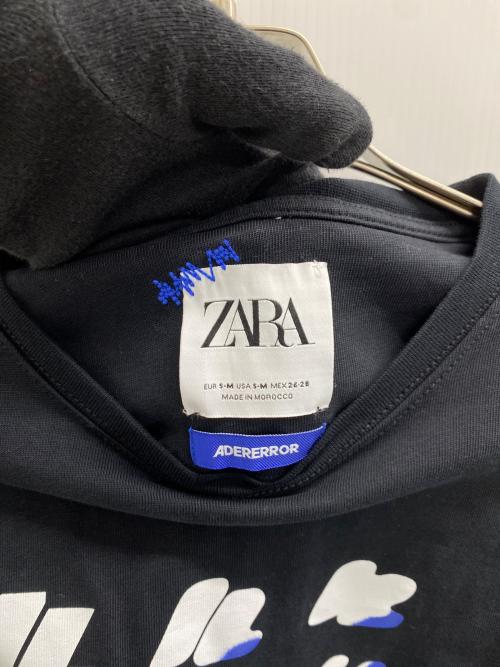 ZARA
EUR S-M USA S-M MEX 26-28
MADE IN MOROCCO
ADERERROR